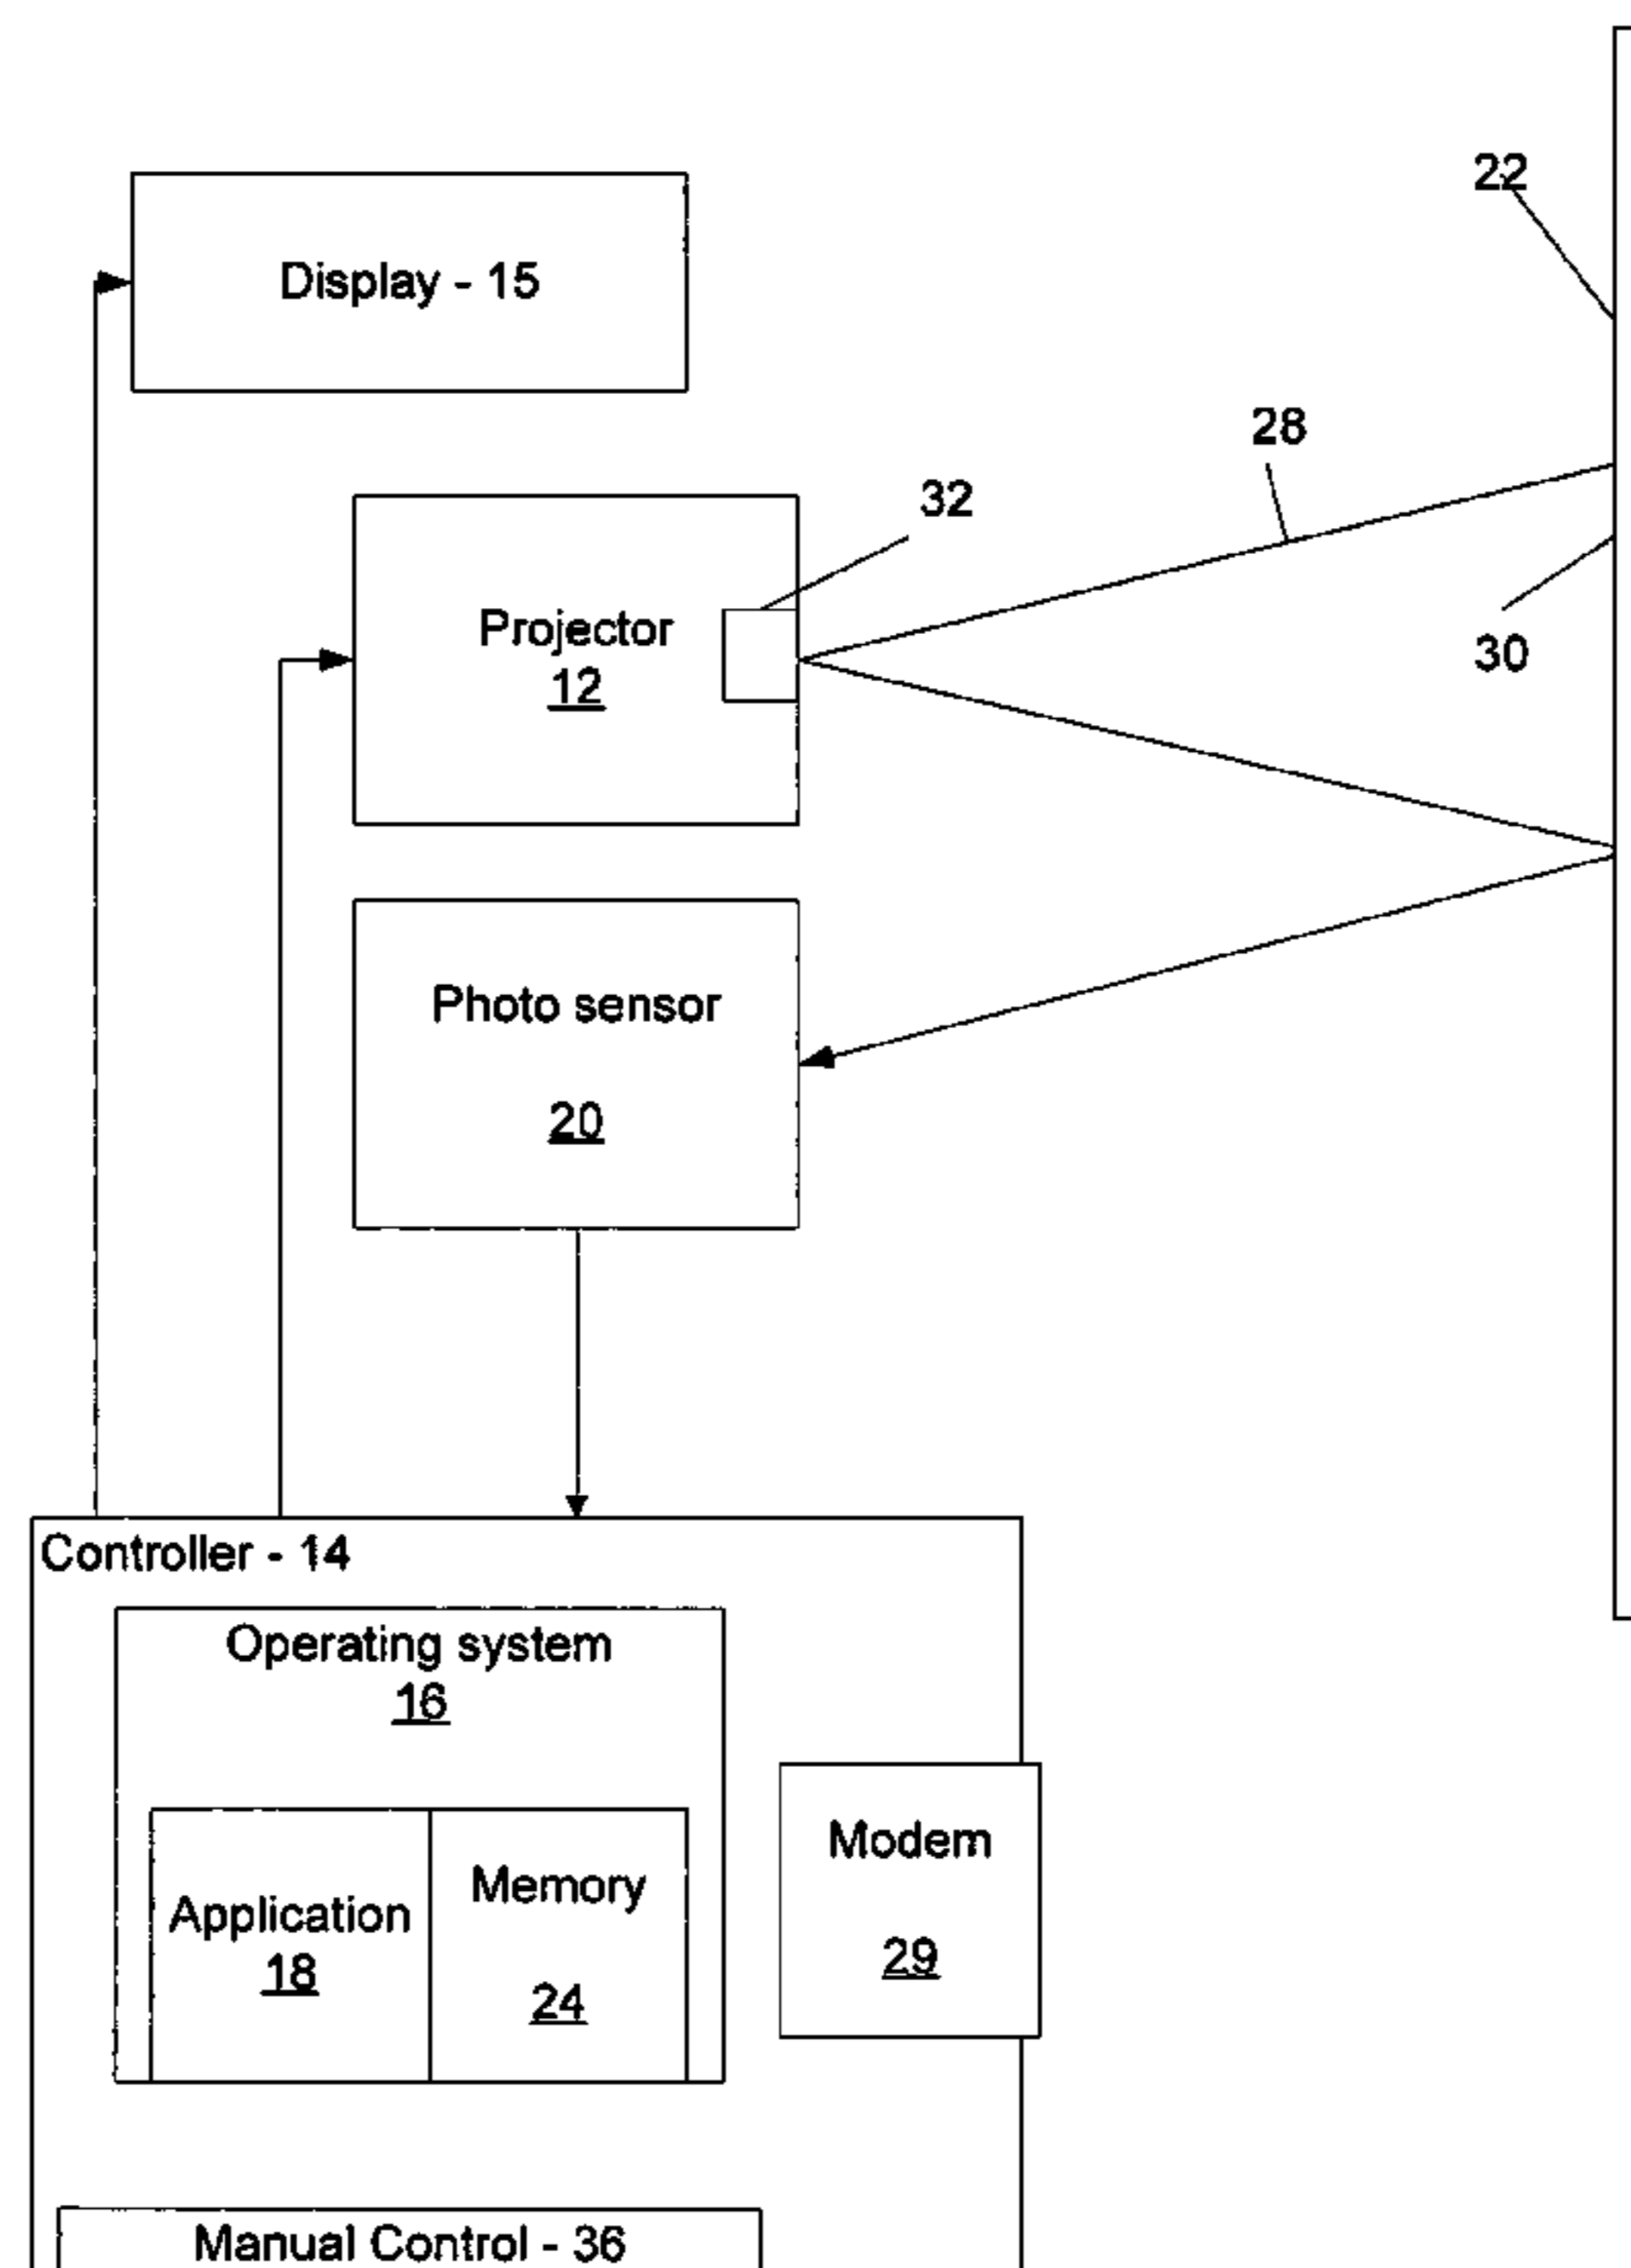 22
Display - 15
28
32
Projector
12
30
Photo sensor
20
Controller - 14
Operating system
16
Modem
29
Memory
24
Application
18
Manual Control - 36